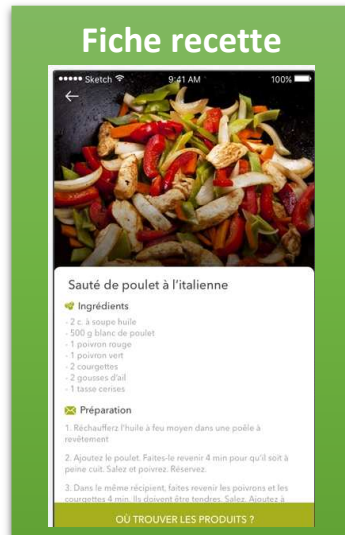 Fiche recette
Sketch 9:41 AM 100%
Sauté de poulet à l'italienne
Ingrédients
- 2 c. à soupe huile
- 500 g blanc de poulet
- 1 poivron rouge
- 1 poivron vert
- 2 courgettes
- 2 gousses d'ail
- 1 tasse cerises
Préparation
1. Réchaufferz l'huile à feu moyen dans une poêle à
revêtement
2. Ajoutez le poulet. Faites-le revenir 4 min pour qu'il soit à
peine cuit. Salez et poivrez. Réservez.
3. Dans le même récipient, faites revenir les poivrons et les
courgettes 4 min. Ils doivent être tendres. Salez. Ajoutez à
OÙ TROUVER LES PRODUITS ?